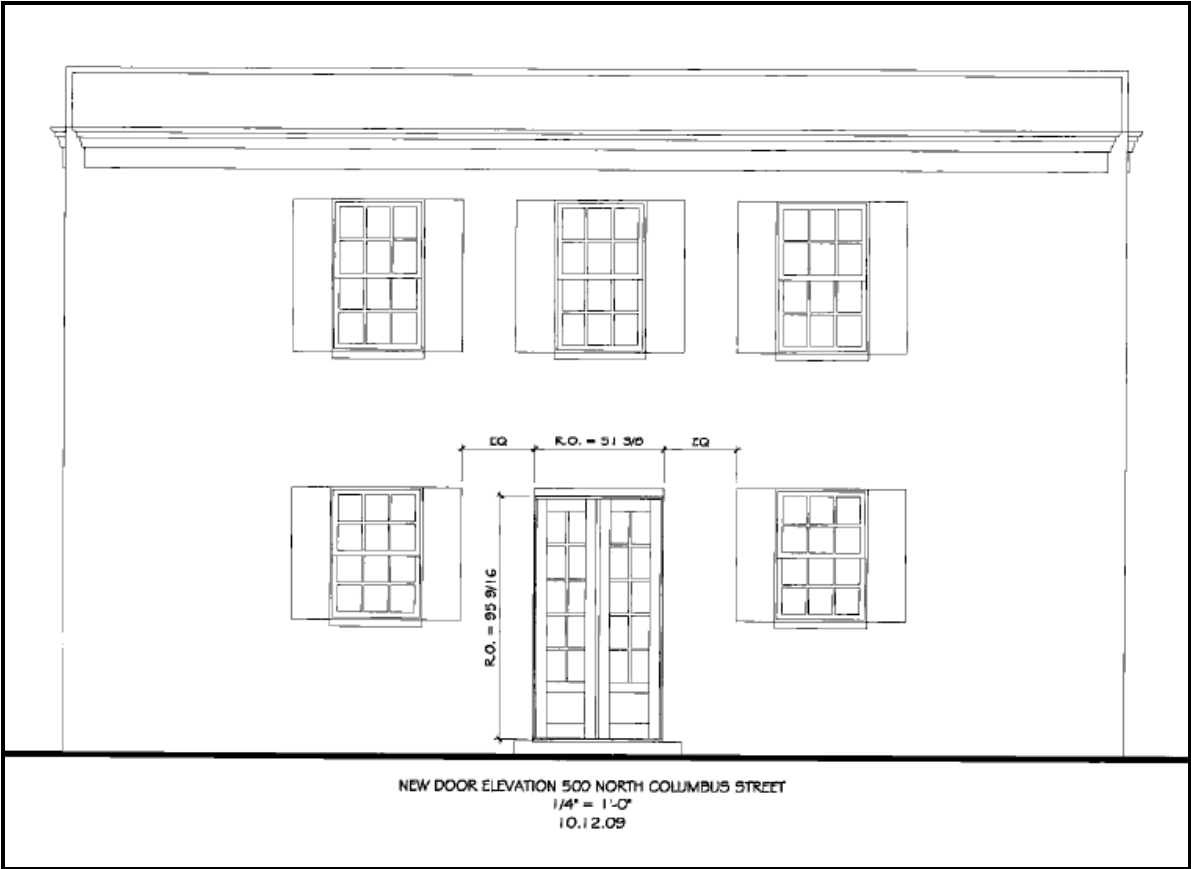 EQ R.O. = 51 3/8 EQ
R.O. = 95 9/16
NEW DOOR ELEVATION 500 NORTH COLUMBUS STREET
1/4" = 1'-0"
10.12.09